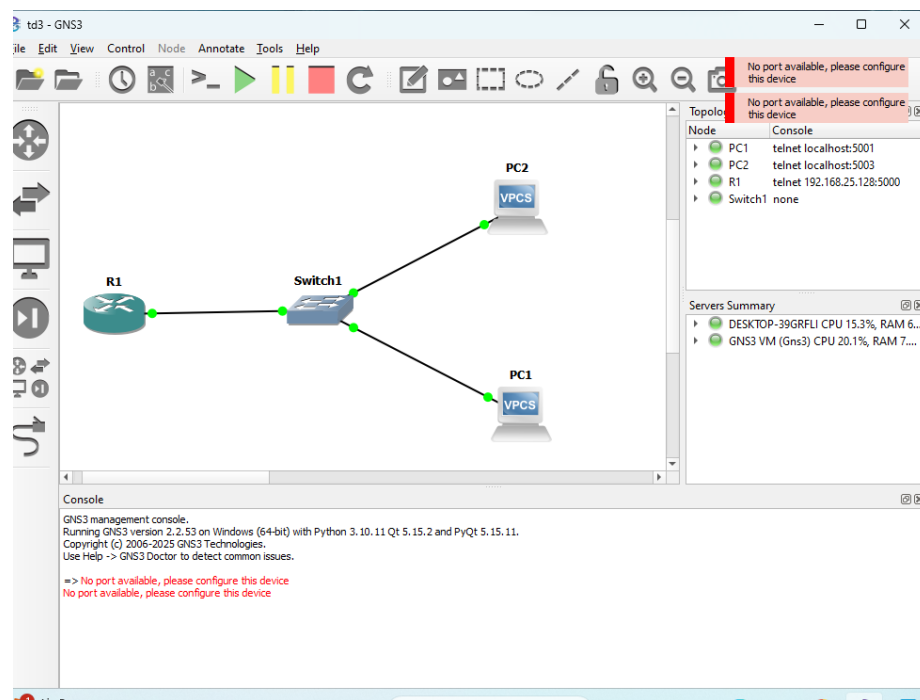 td3 - GNS3
ile Edit View Control Node Annotate Tools Help
No port available, please configure
this device
No port available, please configure
this device
Topolo
Node Console
PC1 telnet localhost:5001
PC2 telnet localhost:5003
R1 telnet 192.168.25.128:5000
Switch1 none
PC2
VPCS
R1
Switch1
PC1
VPCS
Servers Summary
DESKTOP-39GRFLI CPU 15.3%, RAM 6...
GNS3 VM (Gns3) CPU 20.1%, RAM 7....
Console
GNS3 management console.
Running GNS3 version 2.2.53 on Windows (64-bit) with Python 3.10.11 Qt 5.15.2 and PyQt 5.15.11.
Copyright (c) 2006-2025 GNS3 Technologies.
Use Help -> GNS3 Doctor to detect common issues.
=> No port available, please configure this device
No port available, please configure this device